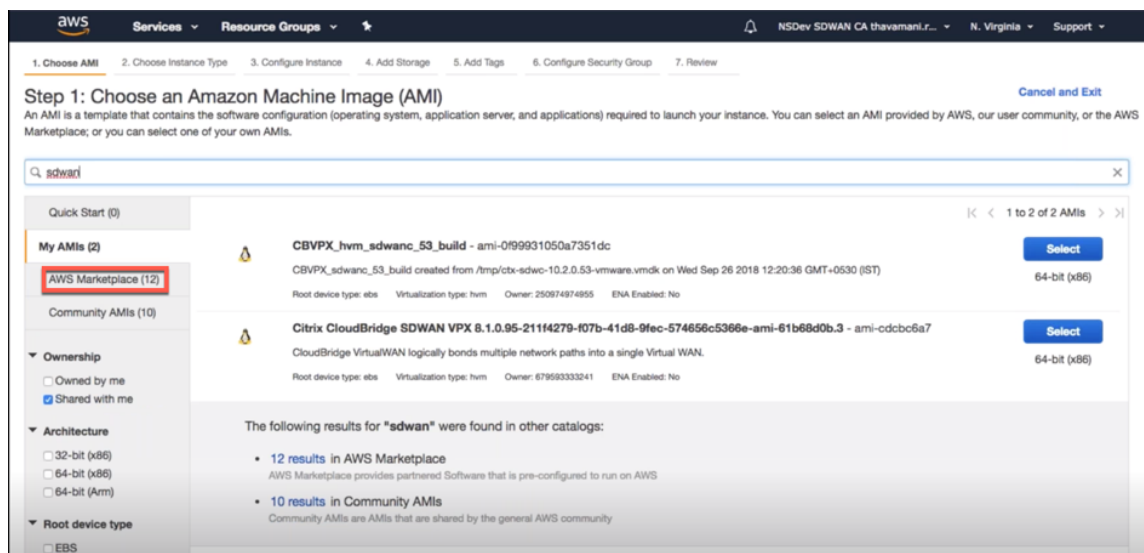 aws
Services
Resource Groups
NSDev SDWAN CA thavamani.r...
N. Virginia
Support
1. Choose AMI
2. Choose Instance Type
3. Configure Instance
4. Add Storage
5. Add Tags
6. Configure Security Group
7. Review
Step 1: Choose an Amazon Machine Image (AMI)
Cancel and Exit
An AMI is a template that contains the software configuration (operating system, application server, and applications) required to launch your instance. You can select an AMI provided by AWS, our user community, or the AWS
Marketplace; or you can select one of your own AMIs.
sdwan
Quick Start (0)
My AMIs (2)
AWS Marketplace (12)
Community AMIs (10)
Ownership
Owned by me
Shared with me
Architecture
32-bit (x86)
64-bit (x86)
64-bit (Arm)
Root device type
EBS
1 to 2 of 2 AMIs
CBVPX_hvm_sdwanc_53_build - ami-0f99931050a7351dc
Select
CBVPX_sdwanc_53_build created from /tmp/ctx-sdwc-10.2.0.53-vmware.vmdk on Wed Sep 26 2018 12:20:36 GMT+0530 (IST)
64-bit (x86)
Root device type: ebs Virtualization type: hvm Owner: 250974974955 ENA Enabled: No
Citrix CloudBridge SDWAN VPX 8.1.0.95-211f4279-f07b-41d8-9fec-574656c5366e-ami-61b68d0b.3 - ami-cdcbc6a7
Select
CloudBridge VirtualWAN logically bonds multiple network paths into a single Virtual WAN.
64-bit (x86)
Root device type: ebs Virtualization type: hvm Owner: 679593333241 ENA Enabled: No
The following results for "sdwan" were found in other catalogs:
12 results in AWS Marketplace
AWS Marketplace provides partnered Software that is pre-configured to run on AWS
10 results in Community AMIs
Community AMIs are AMIs that are shared by the general AWS community